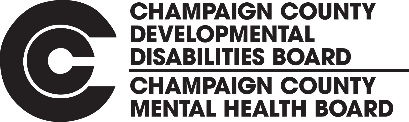 CHAMPAIGN COUNTY
DEVELOPMENTAL
DISABILITIES BOARD
CHAMPAIGN COUNTY
MENTAL HEALTH BOARD